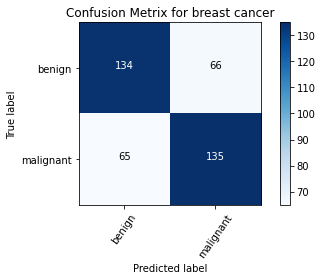 Confusion Metrix for breast cancer
True label
benign
134
66
malignant
65
135
benign
malignant
Predicted label
130
120
110
100
90
80
70